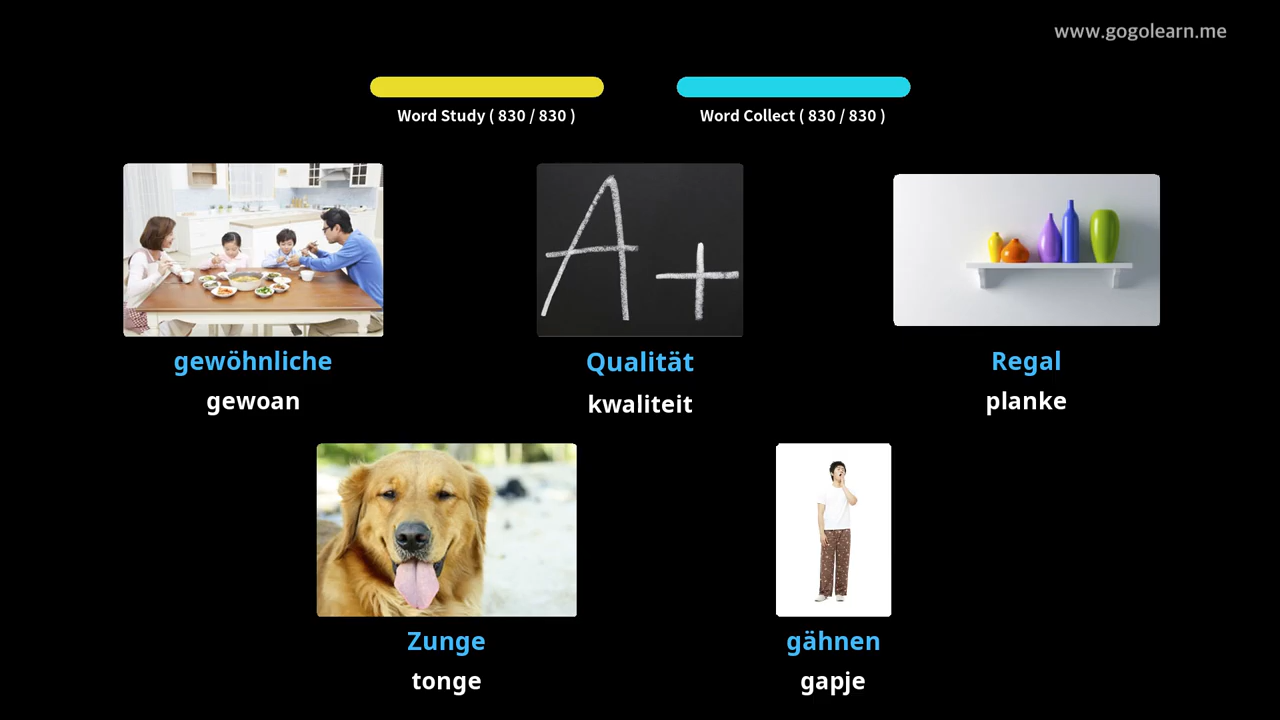 www.gogolearn.me
Word Study ( 830 / 830 )
Word Collect ( 830 / 830 )
A+
gewöhnliche
gewoan
Qualität
kwaliteit
Regal
planke
Zunge
tonge
gähnen
gapje